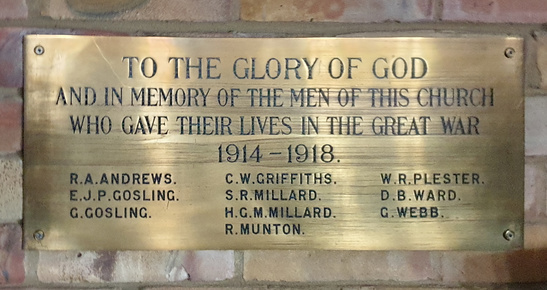 TO THE GLORY OF GOD
AND IN MEMORY OF THE MEN OF THIS CHURCH
WHO GAVE THEIR LIVES IN THE GREAT WAR
1914-1918.
R.A.ANDREWS. C.W.GRIFFITHS. W.R.PLESTER.
E.J.P.GOSLING. S.R.MILLARD. D.B.WARD.
G.GOSLING. H.G.M.MILLARD. G.WEBB.
R.MUNTON.